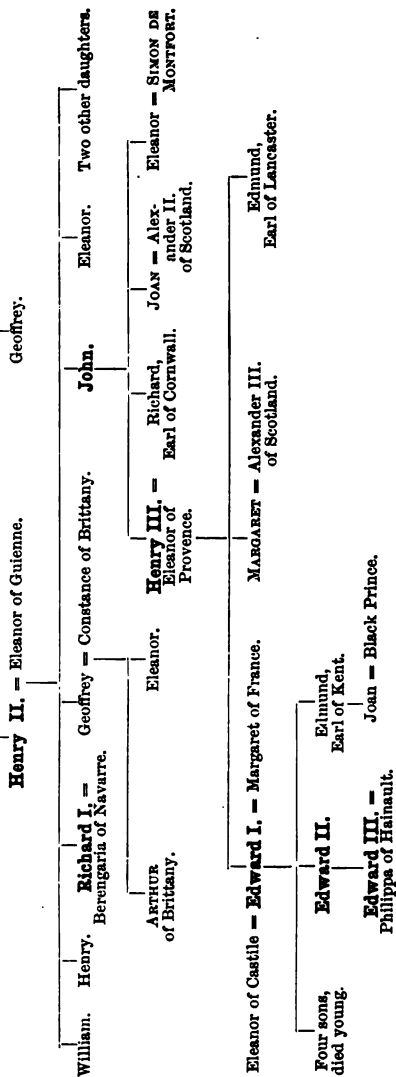 Geoffrey.
Henry II. = Eleanor of Guienne.
William.
Henry.
Richard I. =
Berengaria of Navarre.
Geoffrey = Constance of Brittany.
John.
Eleanor.
Two other daughters.
ARTHUR
of Brittany.
Eleanor.
Henry III. =
Eleanor of
Provence.
Richard,
Earl of Cornwall.
JOAN = Alex-
ander II.
of Scotland.
Eleanor = SIMON DE
MONTFORT.
Eleanor of Castile = Edward I. = Margaret of France.
MARGARET = Alexander III.
of Scotland.
Edmund,
Earl of Lancaster.
Four sons,
died young.
Edward II.
Edmund,
Earl of Kent.
Edward III. =
Philippa of Hainault.
Joan = Black Prince.